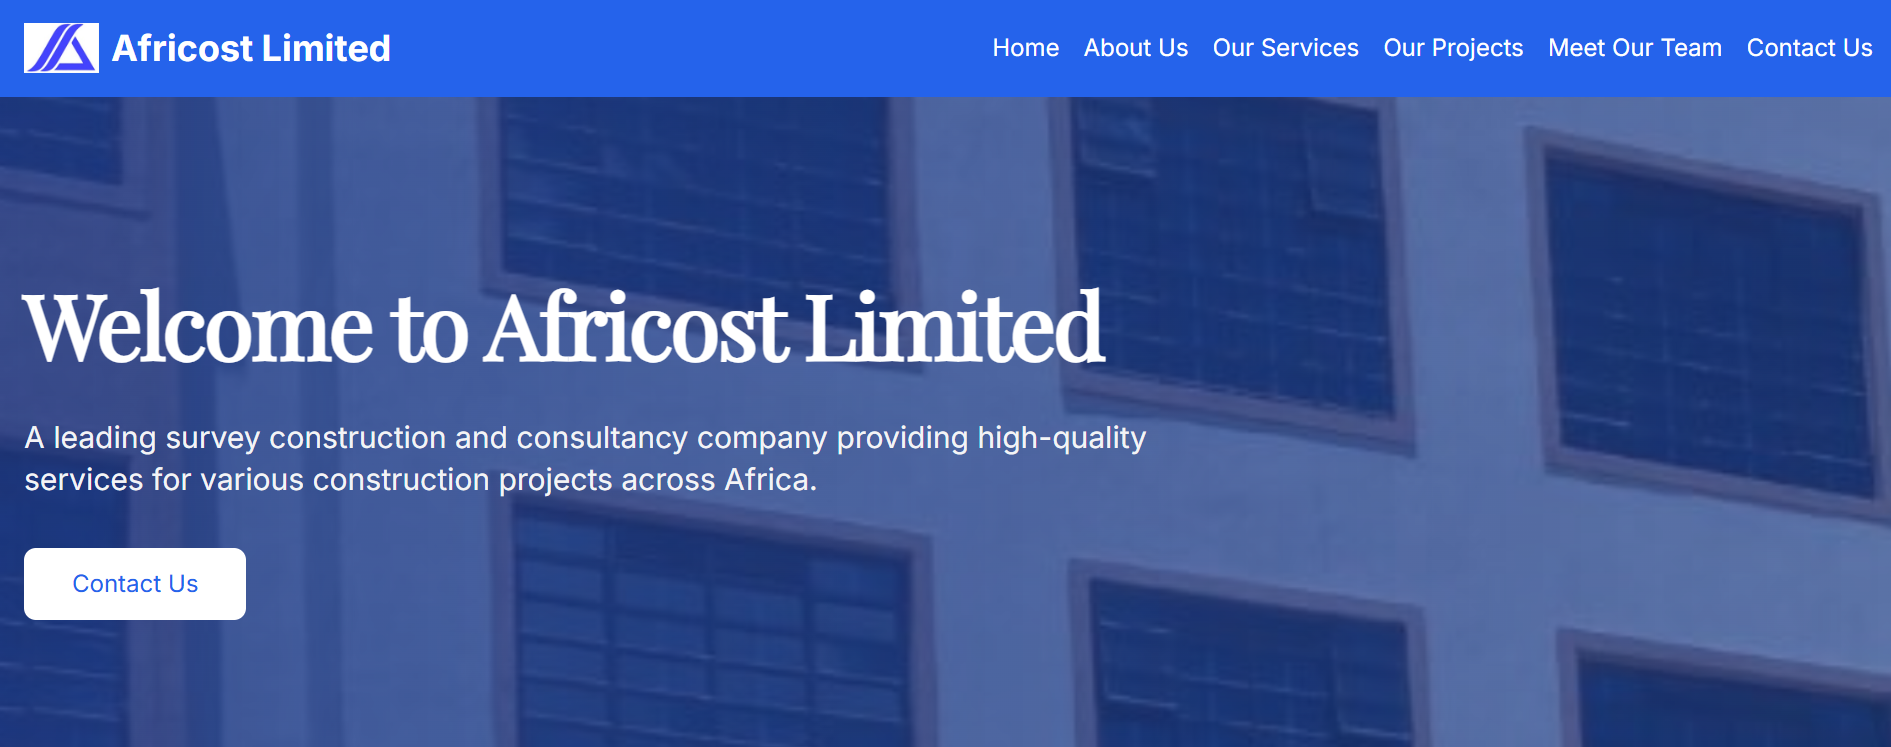 Africost Limited
Home About Us Our Services Our Projects Meet Our Team Contact Us
Welcome to Africost Limited
A leading survey construction and consultancy company providing high-quality
services for various construction projects across Africa.
Contact Us